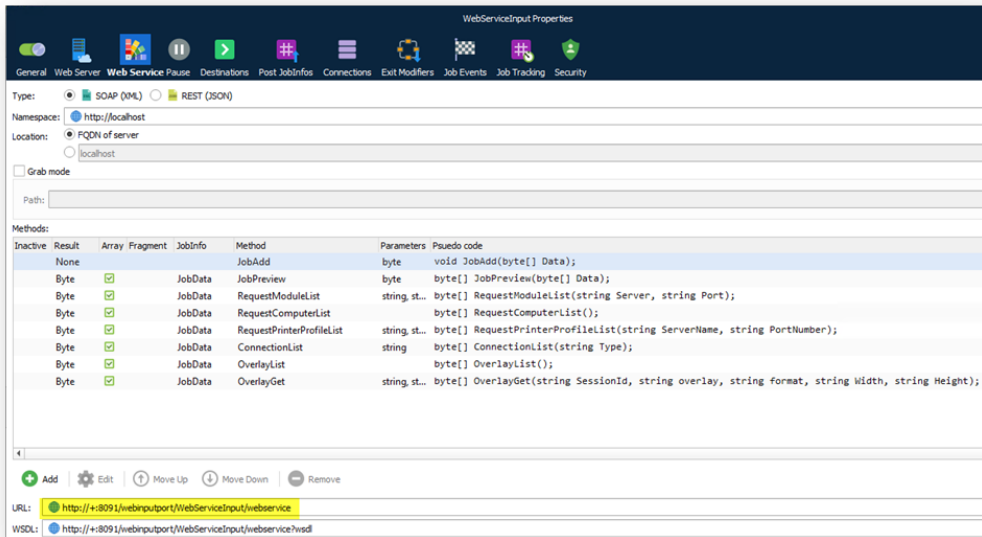 WebServiceInput Properties
General Web Server Web Service Pause Destinations Post JobInfos Connections Exit Modifiers Job Events Job Tracking Security
Type: SOAP (XML) REST (JSON)
Namespace: http://localhost
Location: FQDN of server
localhost
Grab mode
Path:
Methods:
Inactive Result Array Fragment JobInfo Method Parameters Psuedo code
None JobAdd byte void JobAdd(byte[] Data);
Byte JobData JobPreview byte byte[] JobPreview(byte[] Data);
Byte JobData RequestModuleList string, st... byte[] RequestModuleList(string Server, string Port);
Byte JobData RequestComputerList byte[] RequestComputerList();
Byte JobData RequestPrinterProfileList string, st... byte[] RequestPrinterProfileList(string ServerName, string PortNumber);
Byte JobData ConnectionList string byte[] ConnectionList(string Type);
Byte JobData OverlayList byte[] OverlayList();
Byte JobData OverlayGet string, st... byte[] OverlayGet(string SessionId, string overlay, string format, string Width, string Height);
Add Edit Move Up Move Down Remove
URL: http://+:8091/webinputport/WebServiceInput/webservice
WSDL: http://+:8091/webinputport/WebServiceInput/webservice?wsdl